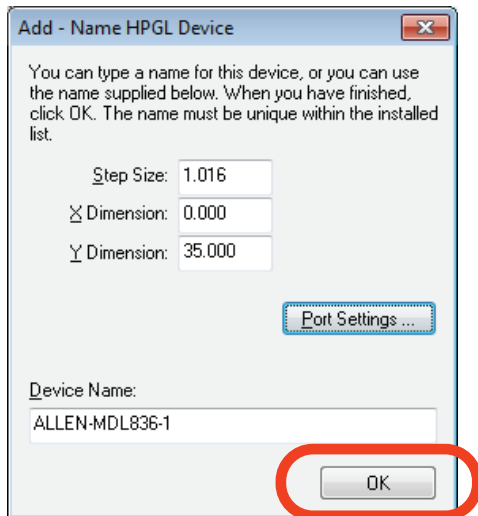 Add - Name HPGL Device
You can type a name for this device, or you can use
the name supplied below. When you have finished,
click OK. The name must be unique within the installed
list.
Step Size: 1.016
X Dimension: 0.000
Y Dimension: 35.000
Port Settings ...
Device Name:
ALLEN-MDL836-1
OK